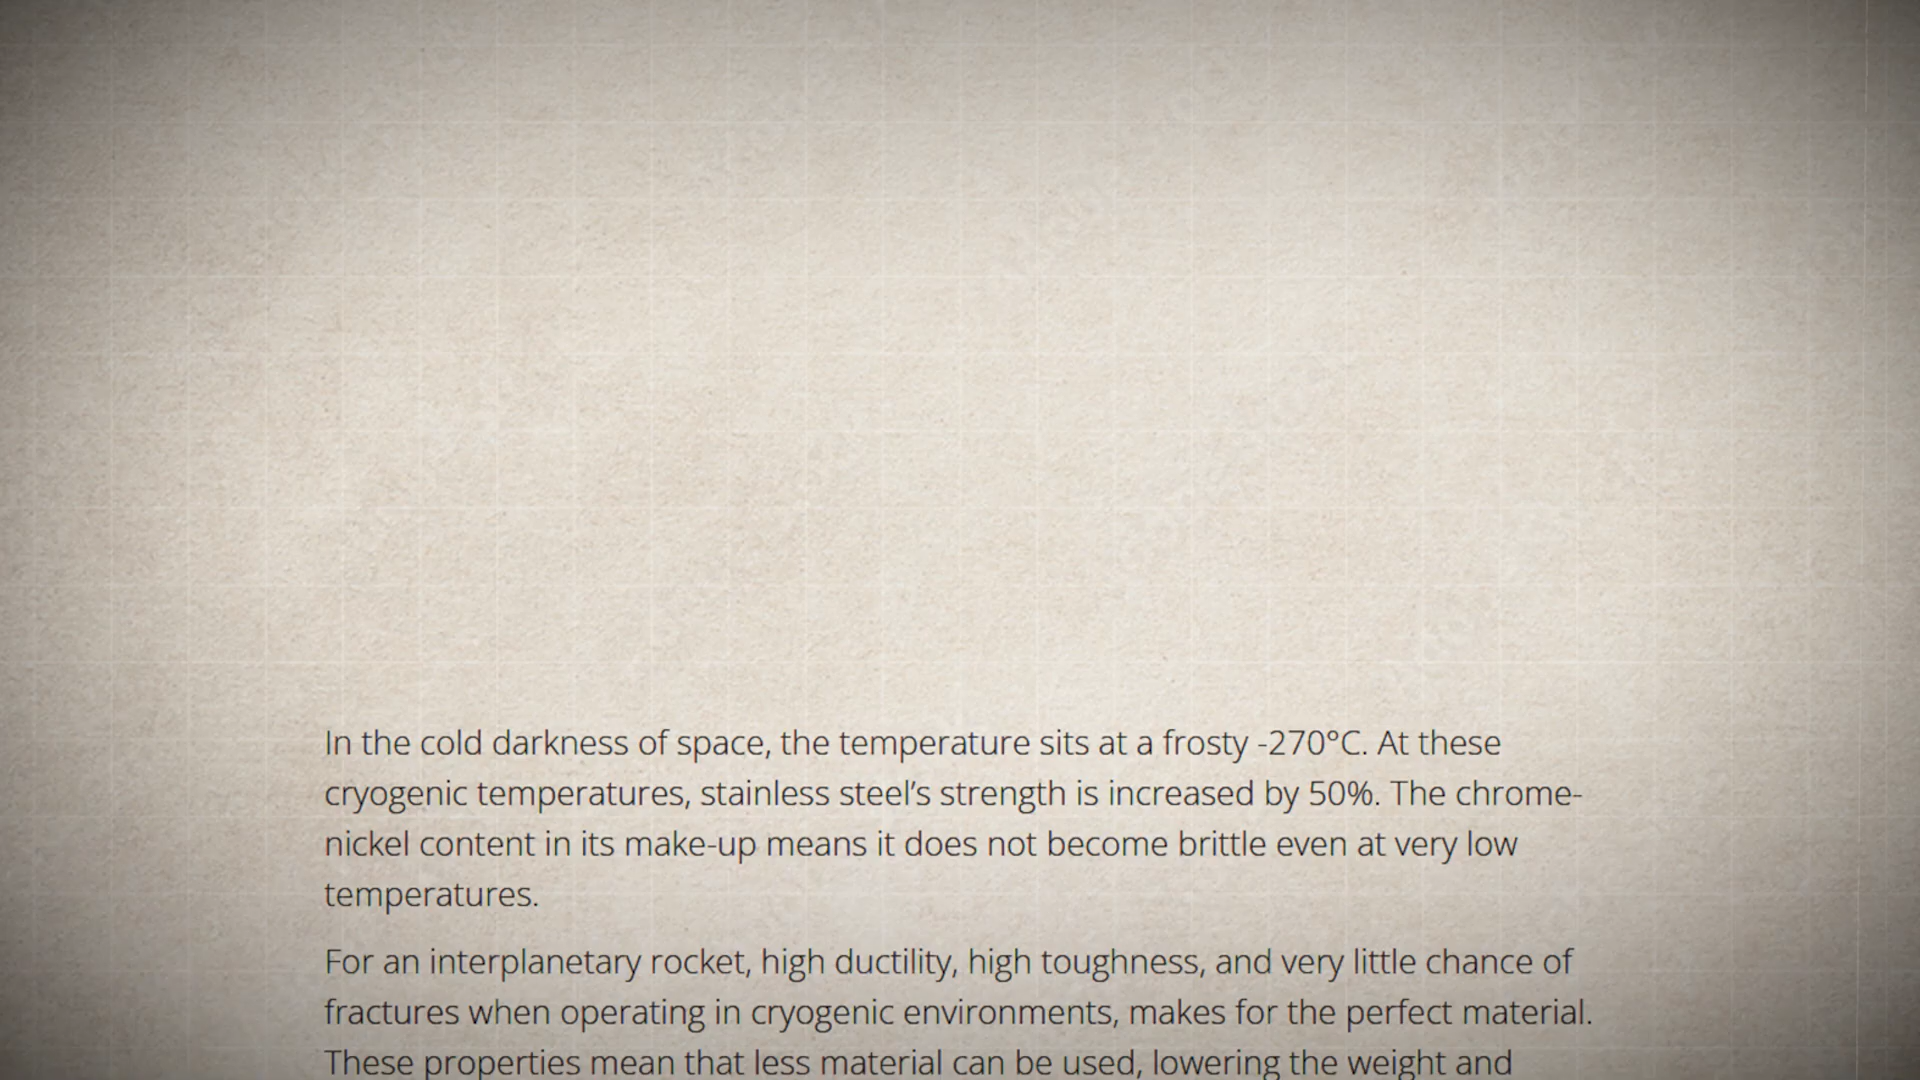 In the cold darkness of space, the temperature sits at a frosty -270°C. At these
cryogenic temperatures, stainless steel’s strength is increased by 50%. The chrome-
nickel content in its make-up means it does not become brittle even at very low
temperatures.
For an interplanetary rocket, high ductility, high toughness, and very little chance of
fractures when operating in cryogenic environments, makes for the perfect material.
These properties mean that less material can be used, lowering the weight and